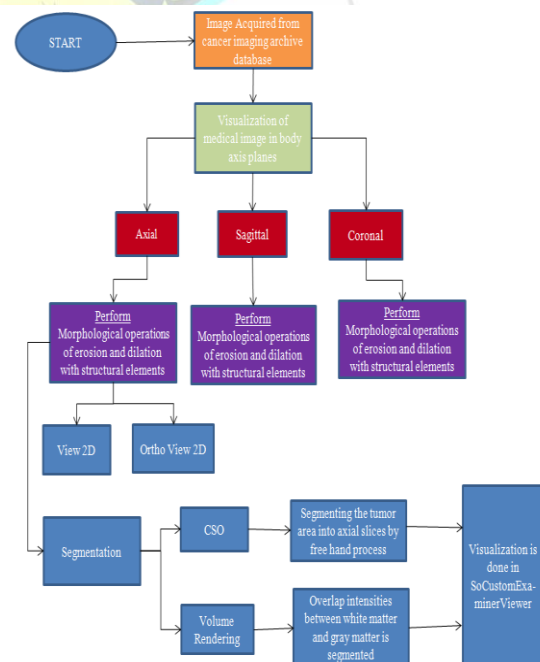 START
Image Acquired from
cancer imaging archive
database
Visualization of
medical image in body
axis planes
Axial
Sagittal
Coronal
Perform
Morphological operations
of erosion and dilation
with structural elements
Perform
Morphological operations
of erosion and dilation
with structural elements
Perform
Morphological operations
of erosion and dilation
with structural elements
View 2D
Ortho View 2D
Segmentation
CSO
Segmenting the tumor
area into axial slices by
free hand process
Volume
Rendering
Overlap intensities
between white matter
and gray matter is
segmented
Visualization is
done in
SoCustomExa-
minerViewer